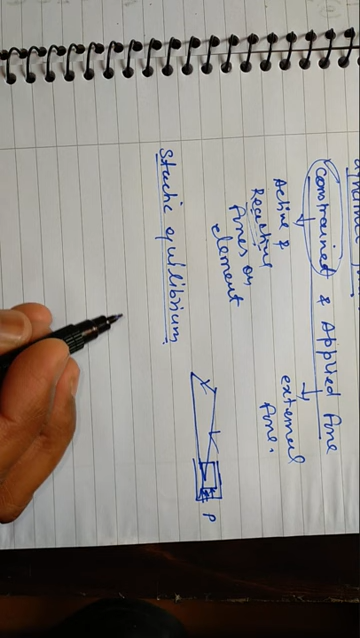 Constrained & Applied Force
Active &
Reactive
forces on
element
external
force.
Static equilibrium
P